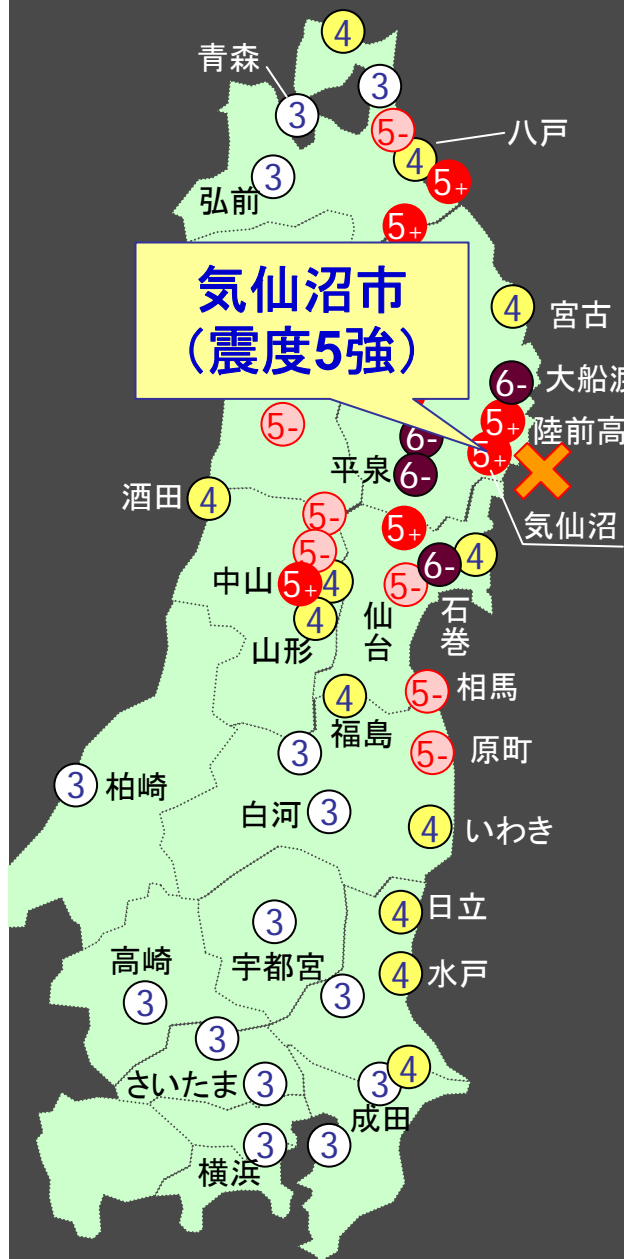 4
青森
3
3
5-
八戸
4
3
5+
弘前
5+
気仙沼市
（震度5強）
4
宮古
6-
大船渡
5+
5-
陸前高
6-
5+
平泉
6-
酒田
4
5-
5+
気仙沼
5-
6-
4
中山
5+
4
5-
4
山形
仙台
石巻
5-
相馬
4
福島
3
5-
原町
3
柏崎
白河
3
4
いわき
3
4
日立
高崎
宇都宮
4
水戸
3
3
3
4
さいたま
3
3
成田
横浜
3
3